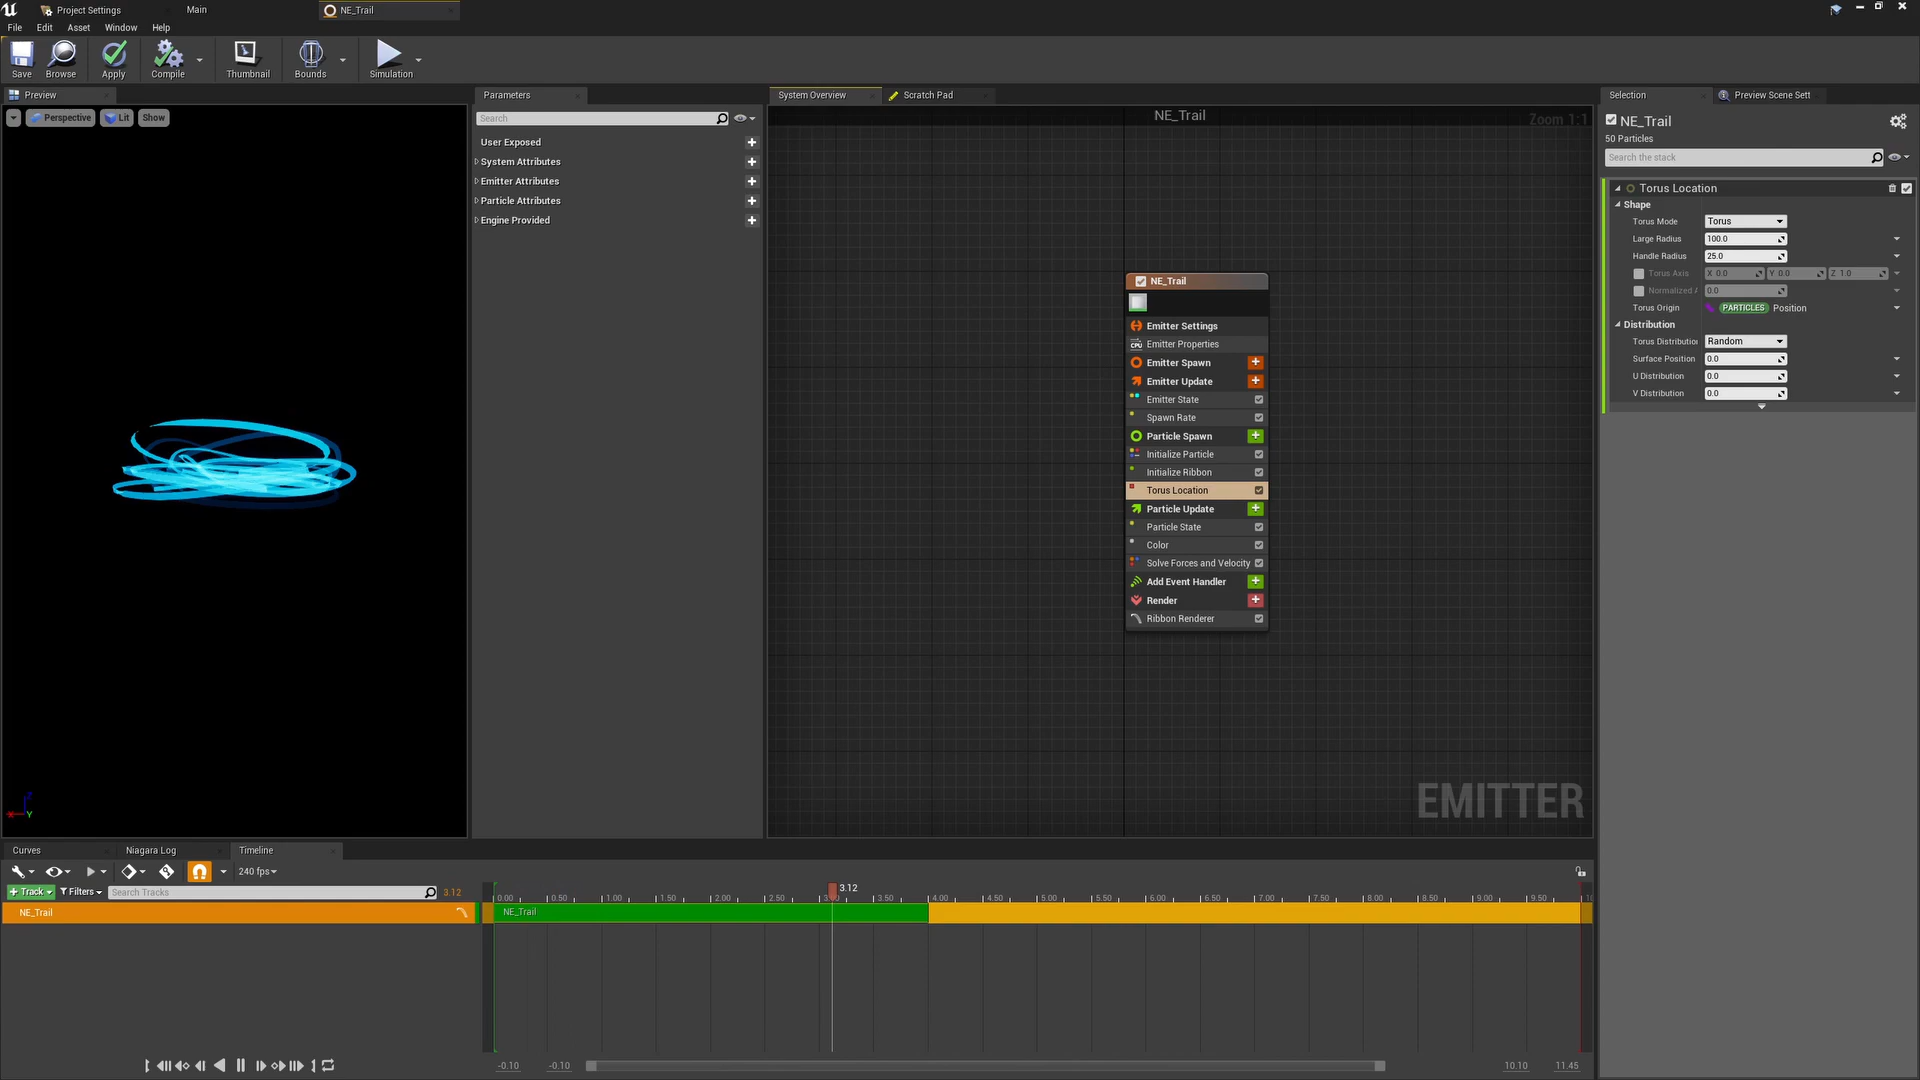 Project Settings
Main
NE_Trail
File Edit Asset Window Help
Save
Browse
Apply
Compile
Thumbnail
Bounds
Simulation
Preview
Perspective
Lit
Show
Z
X
Y
Parameters
Search
User Exposed
System Attributes
Emitter Attributes
Particle Attributes
Engine Provided
System Overview
Scratch Pad
NE_Trail
Zoom 1:1
NE_Trail
Emitter Settings
CPU Emitter Properties
Emitter Spawn
Emitter Update
Emitter State
Spawn Rate
Particle Spawn
Initialize Particle
Initialize Ribbon
Torus Location
Particle Update
Particle State
Color
Solve Forces and Velocity
Add Event Handler
Render
Ribbon Renderer
EMITTER
Selection
Preview Scene Sett
NE_Trail
50 Particles
Search the stack
Torus Location
Shape
Torus Mode Torus
Large Radius 100.0
Handle Radius 25.0
Torus Axis X 0.0 Y 0.0 Z 1.0
Normalized A 0.0
Torus Origin PARTICLES Position
Distribution
Torus Distributior Random
Surface Position 0.0
U Distribution 0.0
V Distribution 0.0
Curves
Niagara Log
Timeline
240 fps
+ Track Filters Search Tracks 3.12
NE_Trail
3.12
0.00 0.50 1.00 1.50 2.00 2.50 3.00 3.50 4.00 4.50 5.00 5.50 6.00 6.50 7.00 7.50 8.00 8.50 9.00 9.50
NE_Trail
-0.10 -0.10 10.10 11.45